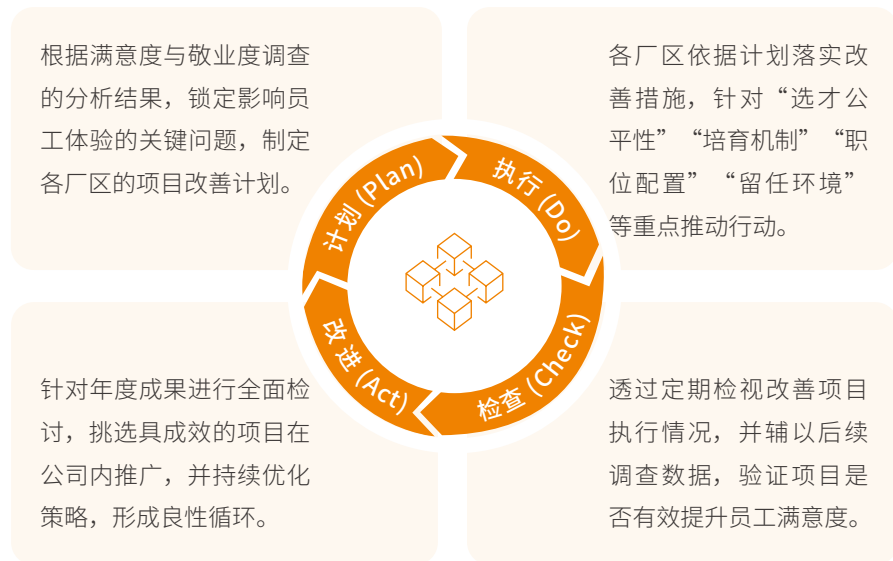 根据满意度与敬业度调查
的分析结果，锁定影响员
工体验的关键问题，制定
各厂区的项目改善计划。
计划 (Plan)
各厂区依据计划落实改
善措施，针对“选才公
平性”“培育机制”“职
位配置”“留任环境”
等重点推动行动。
执行 (Do)
透过定期检视改善项目
执行情况，并辅以后续
调查数据，验证项目是
否有效提升员工满意度。
检查 (Check)
针对年度成果进行全面检
讨，挑选具成效的项目在
公司内推广，并持续优化
策略，形成良性循环。
改进 (Act)